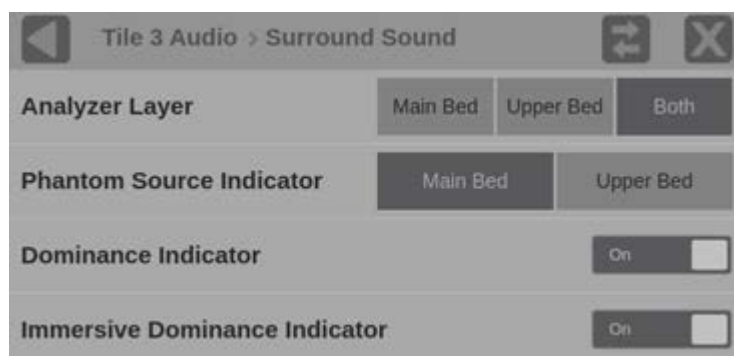 Tile 3 Audio > Surround Sound
Analyzer Layer Main Bed Upper Bed Both
Phantom Source Indicator Main Bed Upper Bed
Dominance Indicator On
Immersive Dominance Indicator On